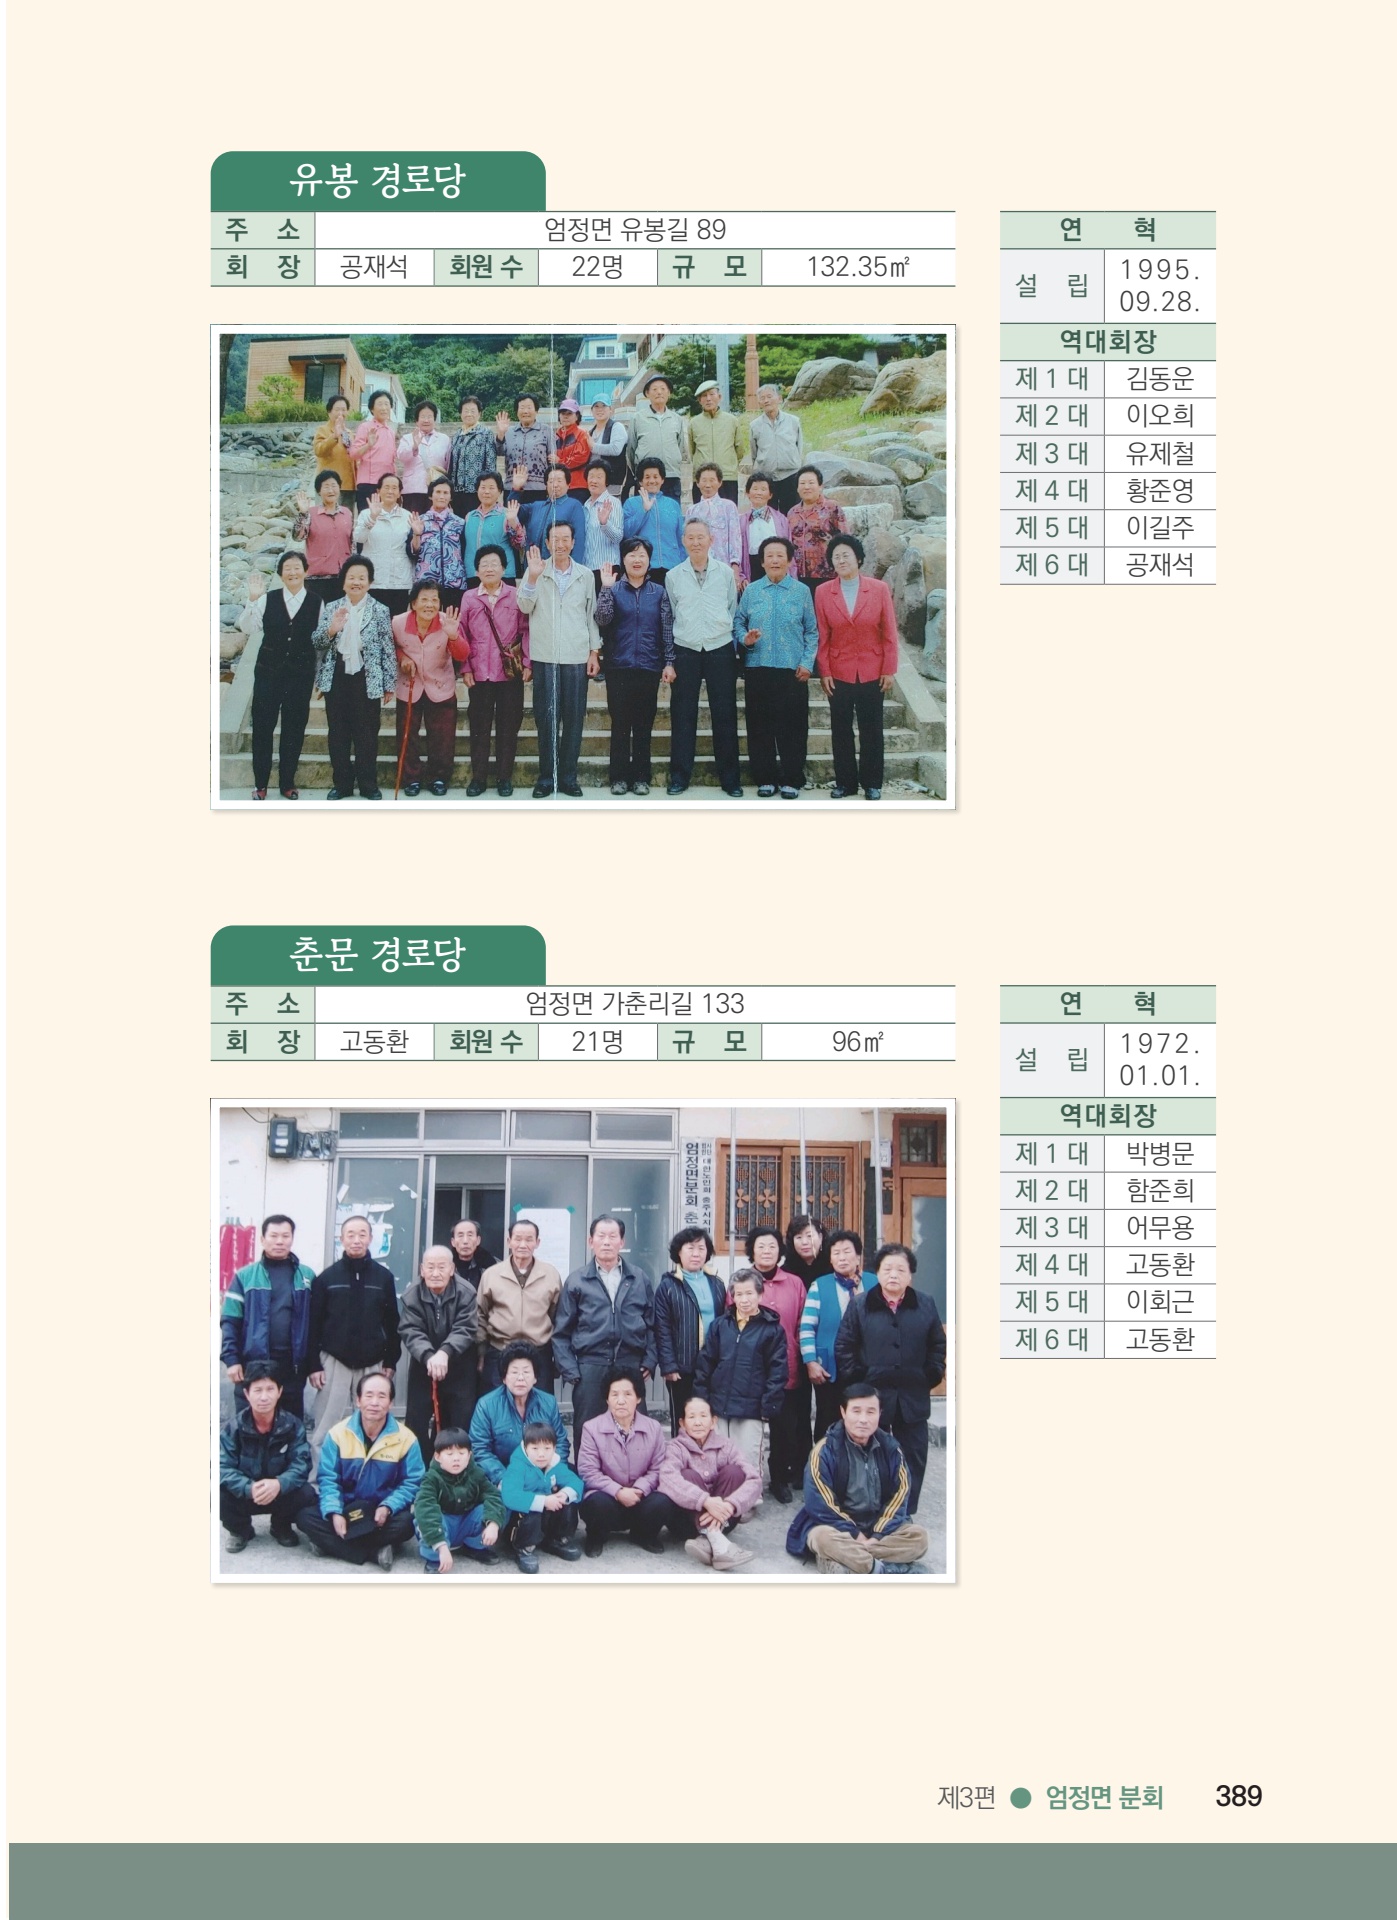 유봉 경로당
주 소 엄정면 유봉길 89
회 장 공재석 회원 수 22명 규 모 132.35㎡
연 혁
설 립 1995. 09.28.
역대회장
제 1 대 김동운
제 2 대 이오희
제 3 대 유제철
제 4 대 황준영
제 5 대 이길주
제 6 대 공재석
춘문 경로당
주 소 엄정면 가춘리길 133
회 장 고동환 회원 수 21명 규 모 96㎡
연 혁
설 립 1972. 01.01.
역대회장
제 1 대 박병문
제 2 대 함준희
제 3 대 어무용
제 4 대 고동환
제 5 대 이회근
제 6 대 고동환
사단법인 대한노인회 충주시지회
엄정면분회 춘
제3편 ● 엄정면 분회 389